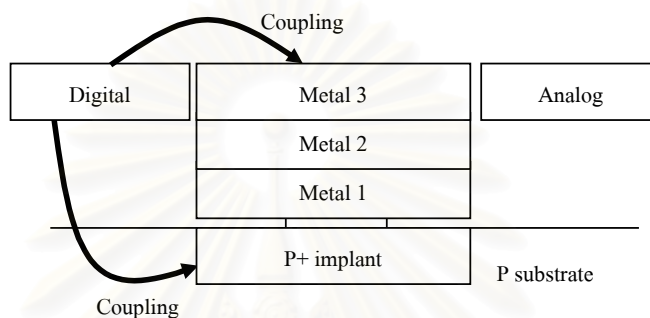 Coupling
Digital
Metal 3
Analog
Metal 2
Metal 1
P+ implant
P substrate
Coupling